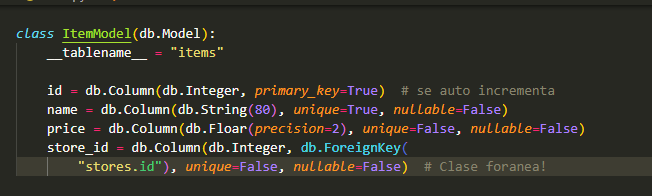 class ItemModel(db.Model):
__tablename__ = "items"
id = db.Column(db.Integer, primary_key=True)  # se auto incrementa
name = db.Column(db.String(80), unique=True, nullable=False)
price = db.Column(db.Floar(precision=2), unique=False, nullable=False)
store_id = db.Column(db.Integer, db.ForeignKey(
"stores.id"), unique=False, nullable=False)  # Clase foranea!